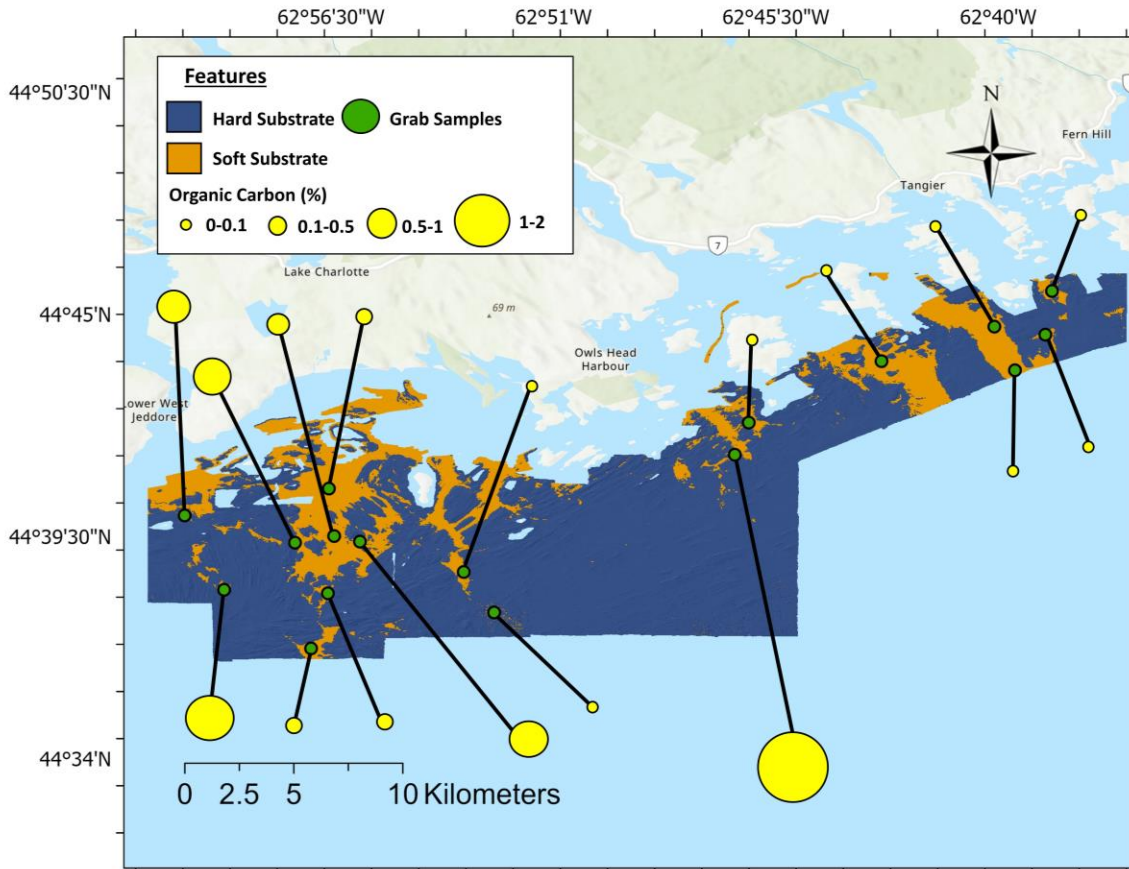 62°56'30"W 62°51'W 62°45'30"W 62°40'W
44°50'30"N
Features
Hard Substrate Grab Samples
Soft Substrate
Organic Carbon (%)
0-0.1 0.1-0.5 0.5-1 1-2
N
Fern Hill
Tangier
7
Lake Charlotte
44°45'N
69 m
Owls Head
Harbour
Lower West
Jeddore
44°39'30"N
44°34'N
0 2.5 5 10 Kilometers